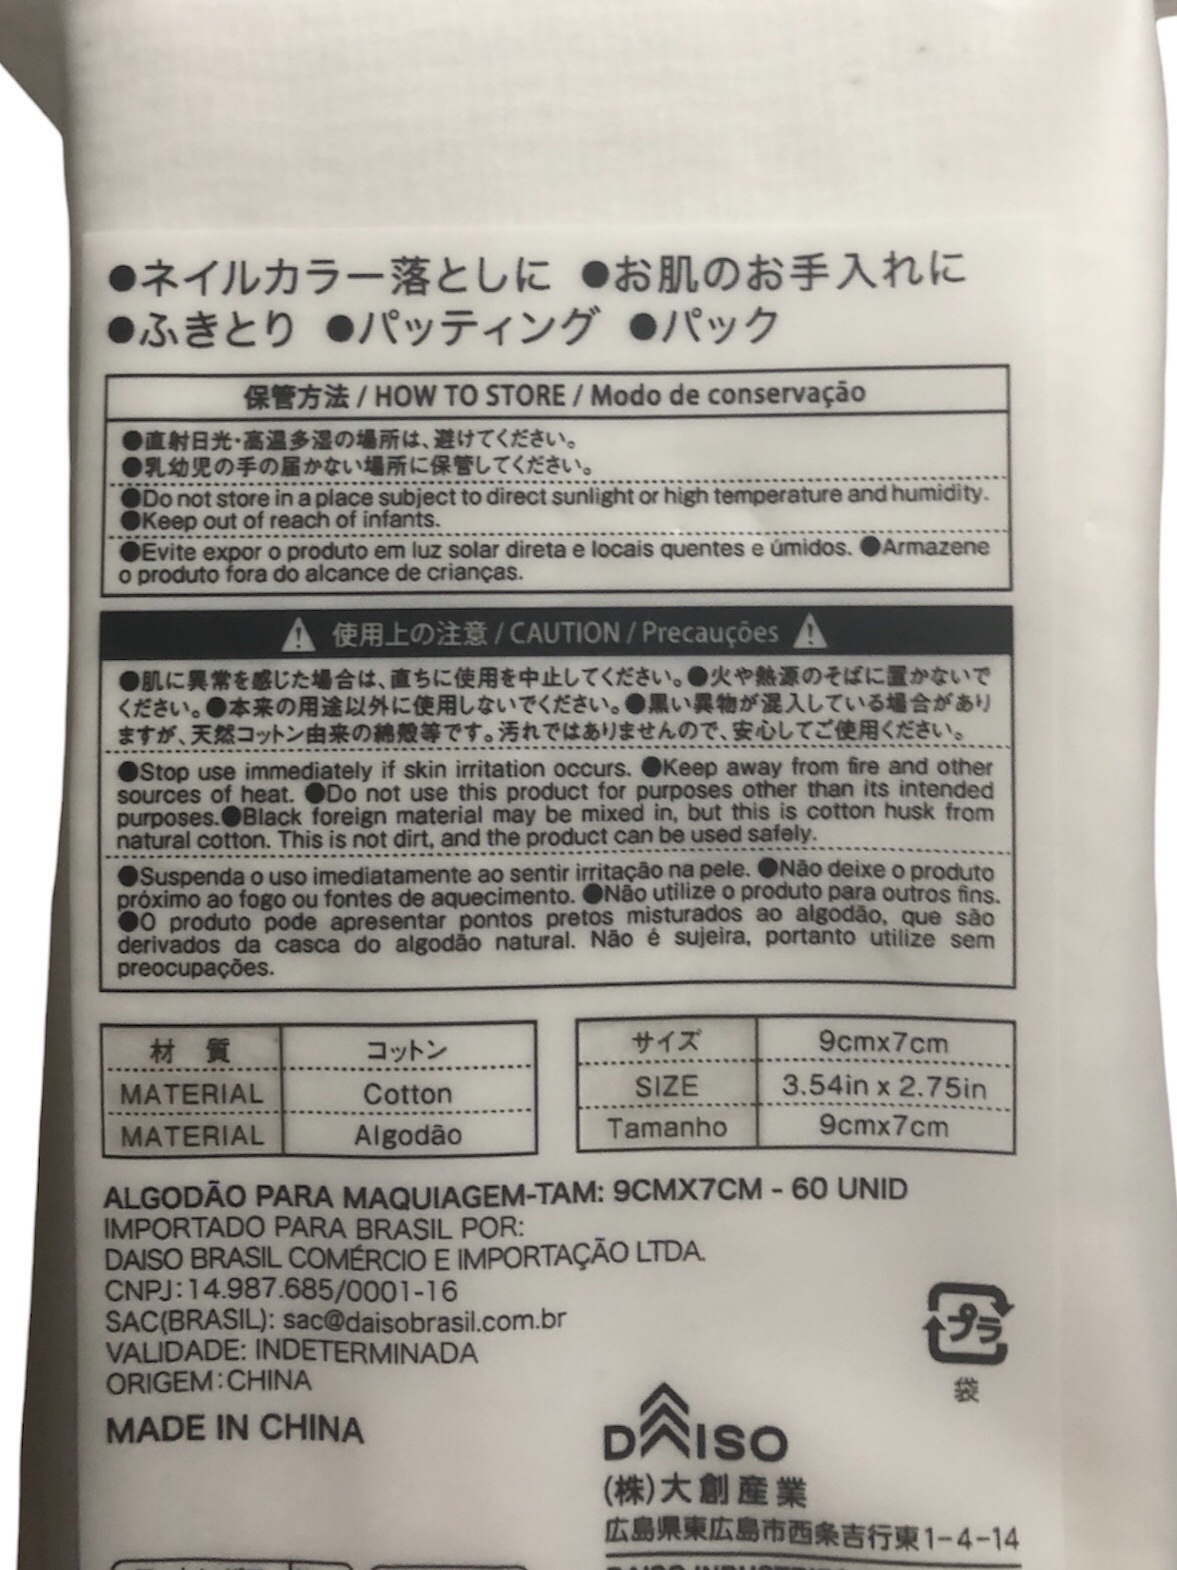 ●ネイルカラー落としに ●お肌のお手入れに
●ふきとり ●パッティング ●パック
保管方法 / HOW TO STORE / Modo de conservação
●直射日光・高温多湿の場所は、避けてください。
●乳幼児の手の届かない場所に保管してください。
●Do not store in a place subject to direct sunlight or high temperature and humidity.
●Keep out of reach of infants.
●Evite expor o produto em luz solar direta e locais quentes e úmidos. ●Armazene
o produto fora do alcance de crianças.
使用上の注意 / CAUTION / Precauções
●肌に異常を感じた場合は、直ちに使用を中止してください。●火や熱源のそばに置かないで
ください。●本来の用途以外に使用しないでください。●黒い異物が混入している場合があり
ますが、天然コットン由来の綿殻等です。汚れではありませんので、安心してご使用ください。
●Stop use immediately if skin irritation occurs. ●Keep away from fire and other
sources of heat. ●Do not use this product for purposes other than its intended
purposes.●Black foreign material may be mixed in, but this is cotton husk from
natural cotton. This is not dirt, and the product can be used safely.
●Suspenda o uso imediatamente ao sentir irritação na pele. ●Não deixe o produto
próximo ao fogo ou fontes de aquecimento. ●Não utilize o produto para outros fins.
●O produto pode apresentar pontos pretos misturados ao algodão, que são
derivados da casca do algodão natural. Não é sujeira, portanto utilize sem
preocupações.
材 質 コットン
MATERIAL Cotton
MATERIAL Algodão
サイズ 9cmx7cm
SIZE 3.54in x 2.75in
Tamanho 9cmx7cm
ALGODÃO PARA MAQUIAGEM-TAM: 9CMX7CM - 60 UNID
IMPORTADO PARA BRASIL POR:
DAISO BRASIL COMÉRCIO E IMPORTAÇÃO LTDA.
CNPJ:14.987.685/0001-16
SAC(BRASIL): sac@daisobrasil.com.br
VALIDADE: INDETERMINADA
ORIGEM:CHINA
MADE IN CHINA
プラ
袋
DAISO
(株)大創産業
広島県東広島市西条吉行東1-4-14